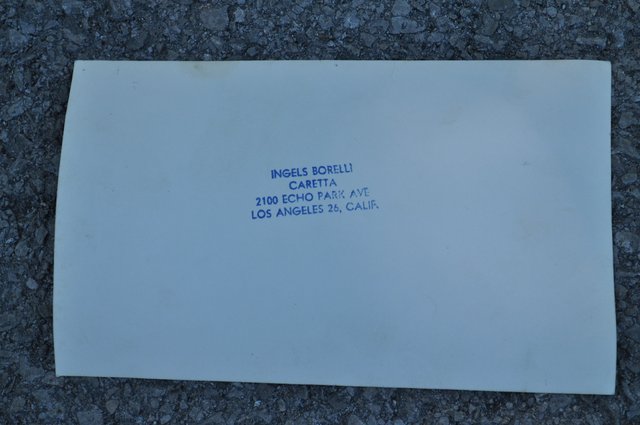 INGELS BORELLI
CARETTA
2100 ECHO PARK AVE
LOS ANGELES 26, CALIF.